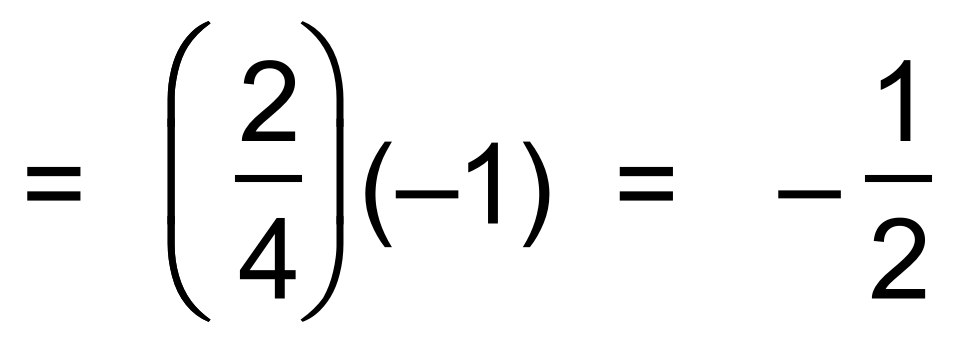 = (2/4)(–1) = –1/2